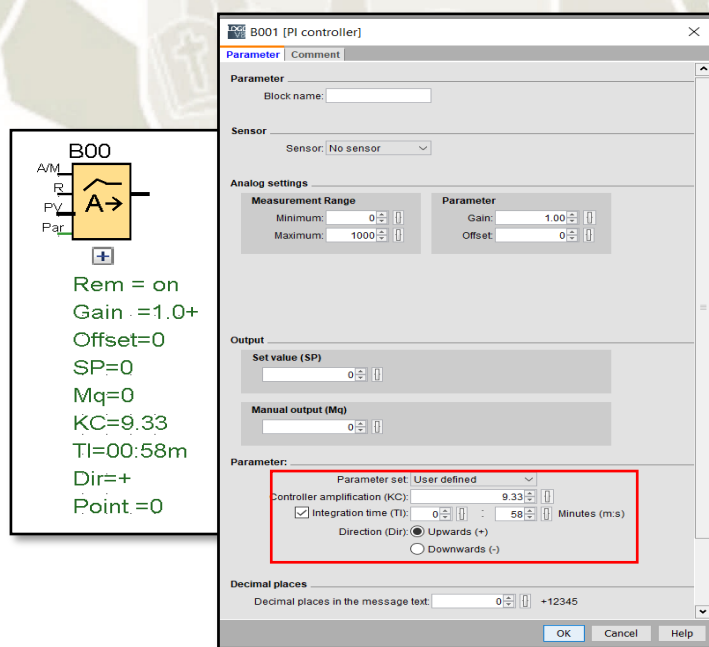 B00
A/M
R
PV
Par
A→
+
Rem = on
Gain =1.0+
Offset=0
SP=0
Mq=0
KC=9.33
TI=00:58m
Dir=+
Point =0
B001 [PI controller]
Parameter Comment
Parameter
Block name:
Sensor
Sensor: No sensor
Analog settings
Measurement Range
Minimum: 0
Maximum: 1000
Parameter
Gain: 1.00
Offset: 0
Output
Set value (SP)
0
Manual output (Mq)
0
Parameter:
Parameter set: User defined
Controller amplification (KC): 9.33
Integration time (TI): 0 : 58 Minutes (m:s)
Direction (Dir): Upwards (+)
Downwards (-)
Decimal places
Decimal places in the message text: 0 +12345
OK Cancel Help